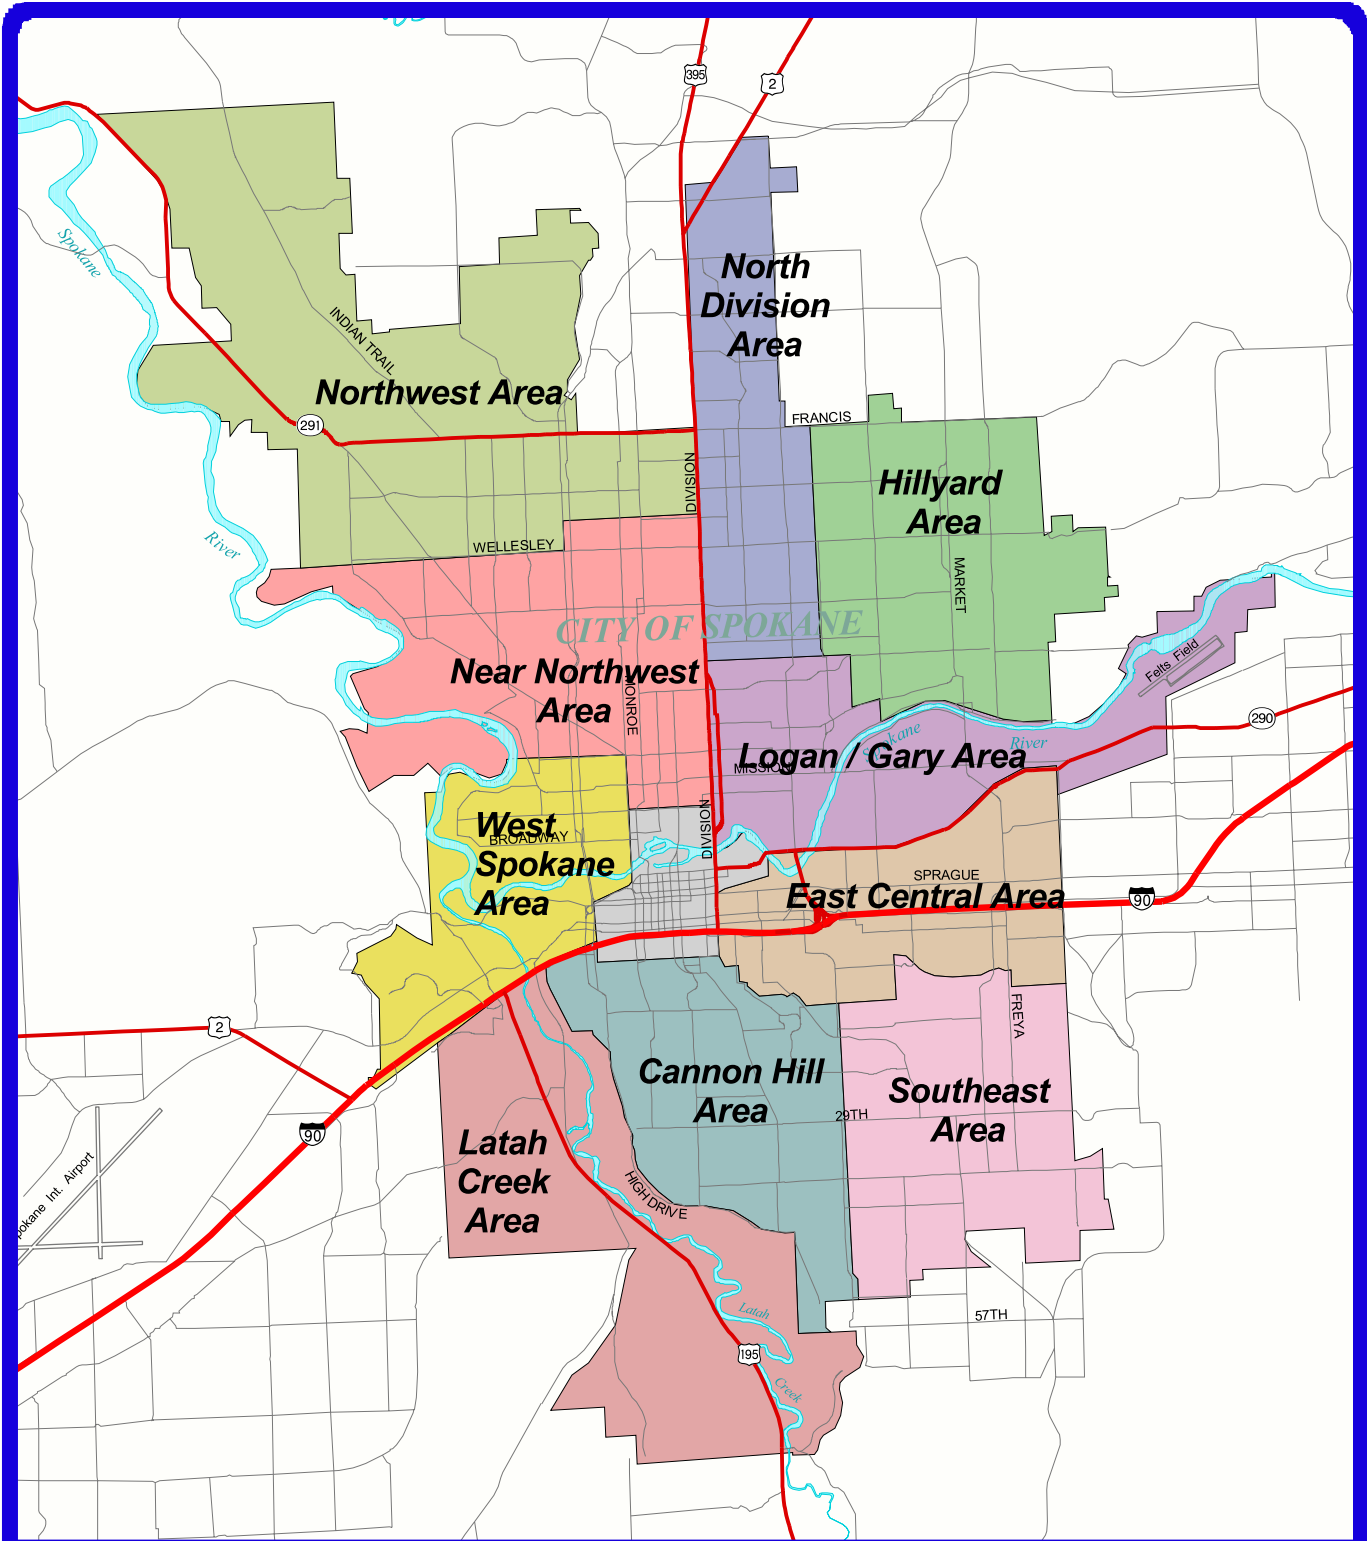 395
2
Spokane
North
Division
Area
INDIAN TRAIL
Northwest Area
291
FRANCIS
DIVISION
Hillyard
Area
River
WELLESLEY
MARKET
CITY OF SPOKANE
Near Northwest
Area
MONROE
Felts Field
290
Spokane
River
Logan / Gary Area
MISSION
DIVISION
West
BROADWAY
Spokane
Area
SPRAGUE
East Central Area
90
FREYA
2
Cannon Hill
Area
Southeast
Area
29TH
90
Latah
Creek
Area
pokane Int. Airport
HIGH DRIVE
Latah
57TH
195
Creek